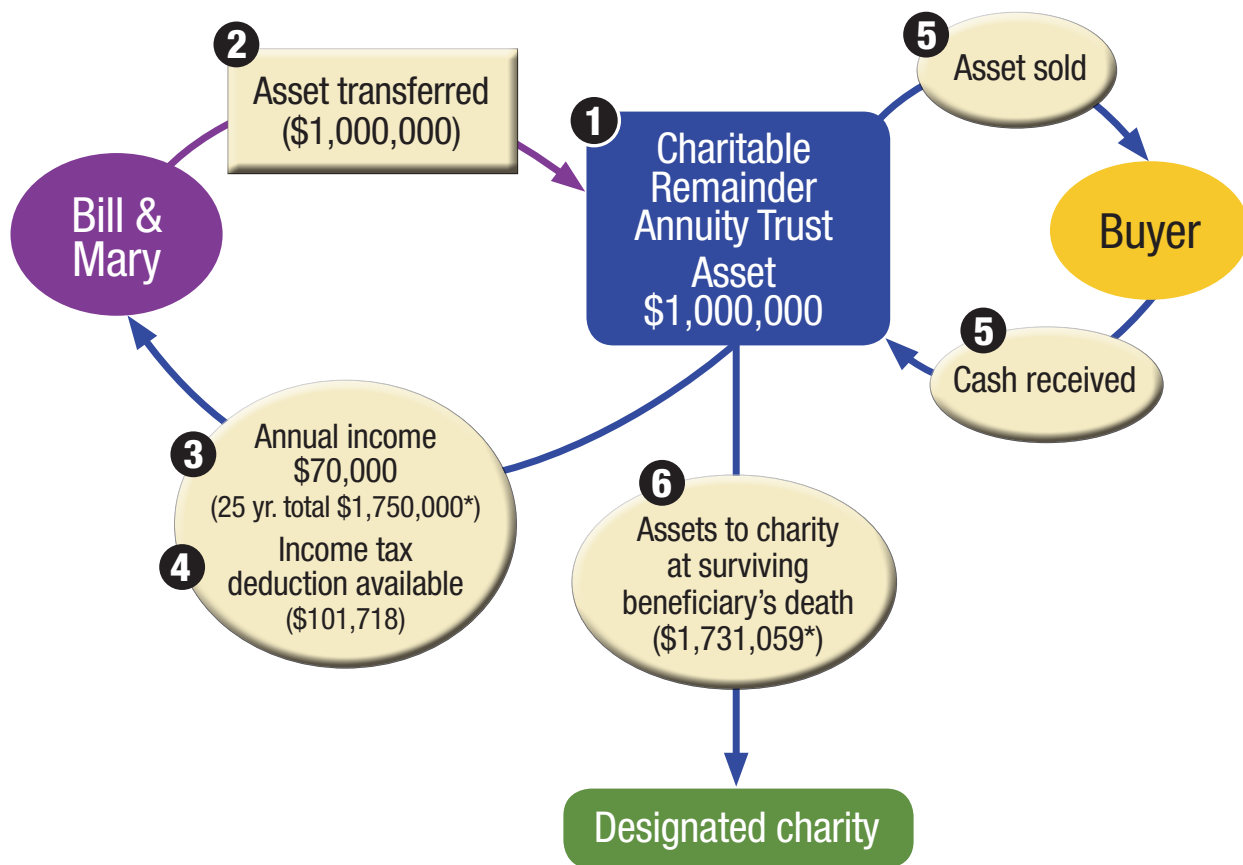 2
Asset transferred
($1,000,000)
5
Asset sold
1
Charitable
Remainder
Annuity Trust
Asset
$1,000,000
Bill &
Mary
Buyer
5
Cash received
3
Annual income
$70,000
(25 yr. total $1,750,000*)
4
Income tax
deduction available
($101,718)
6
Assets to charity
at surviving
beneficiary's death
($1,731,059*)
Designated charity